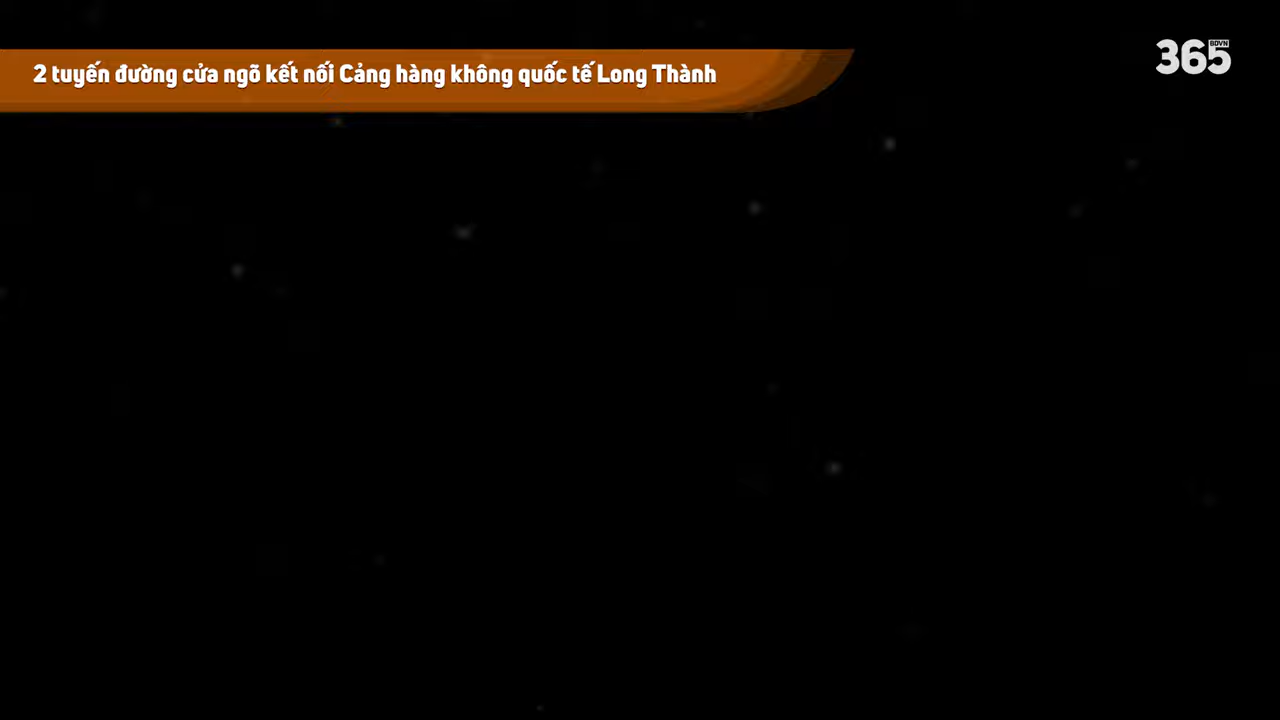 2 tuyến đường cửa ngõ kết nối Cảng hàng không quốc tế Long Thành
365
BDVN